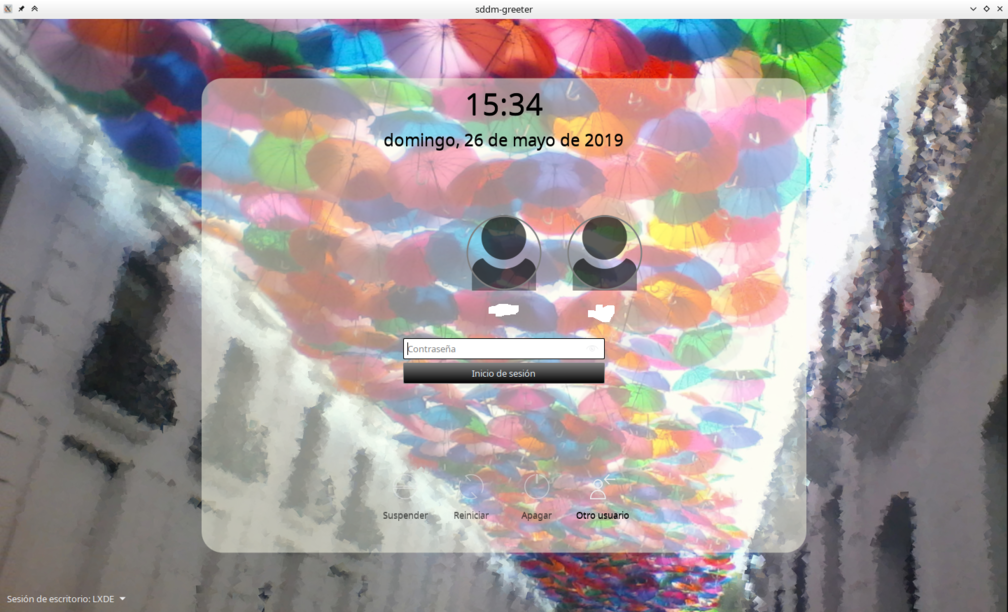 sddm-greeter
15:34
domingo, 26 de mayo de 2019
Contraseña
Inicio de sesión
Suspender
Reiniciar
Apagar
Otro usuario
Sesión de escritorio: LXDE